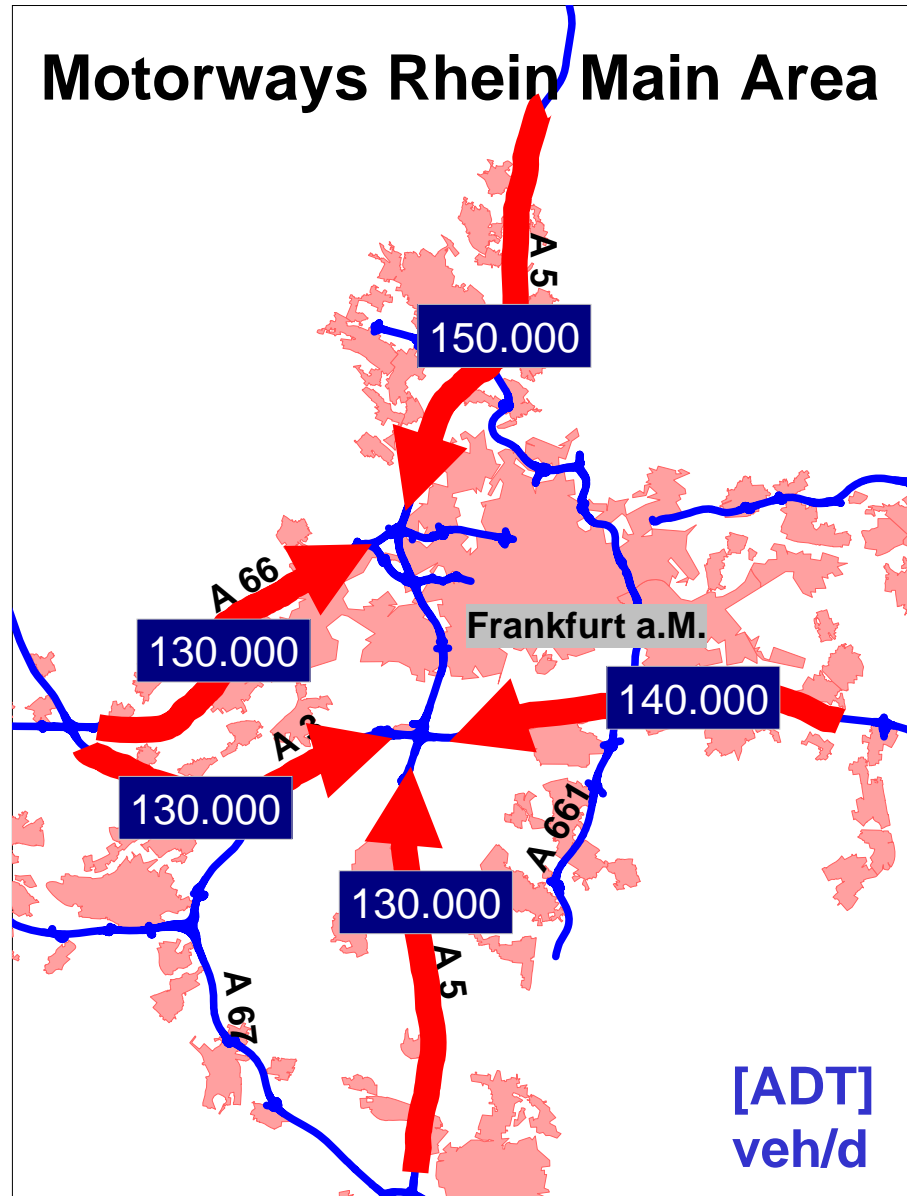 Motorways Rhein Main Area
A 5
150.000
A 66
130.000
Frankfurt a.M.
140.000
A
130.000
A 661
130.000
A 5
A 67
[ADT]
veh/d